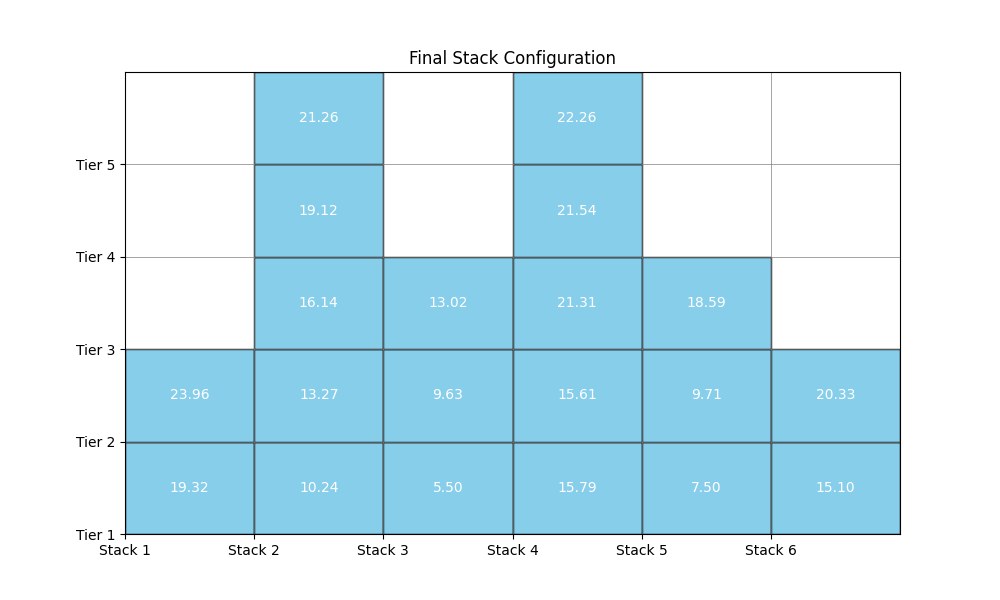 Final Stack Configuration
21.26 22.26
Tier 5
19.12 21.54
Tier 4
16.14 13.02 21.31 18.59
Tier 3
23.96 13.27 9.63 15.61 9.71 20.33
Tier 2
19.32 10.24 5.50 15.79 7.50 15.10
Tier 1
Stack 1 Stack 2 Stack 3 Stack 4 Stack 5 Stack 6